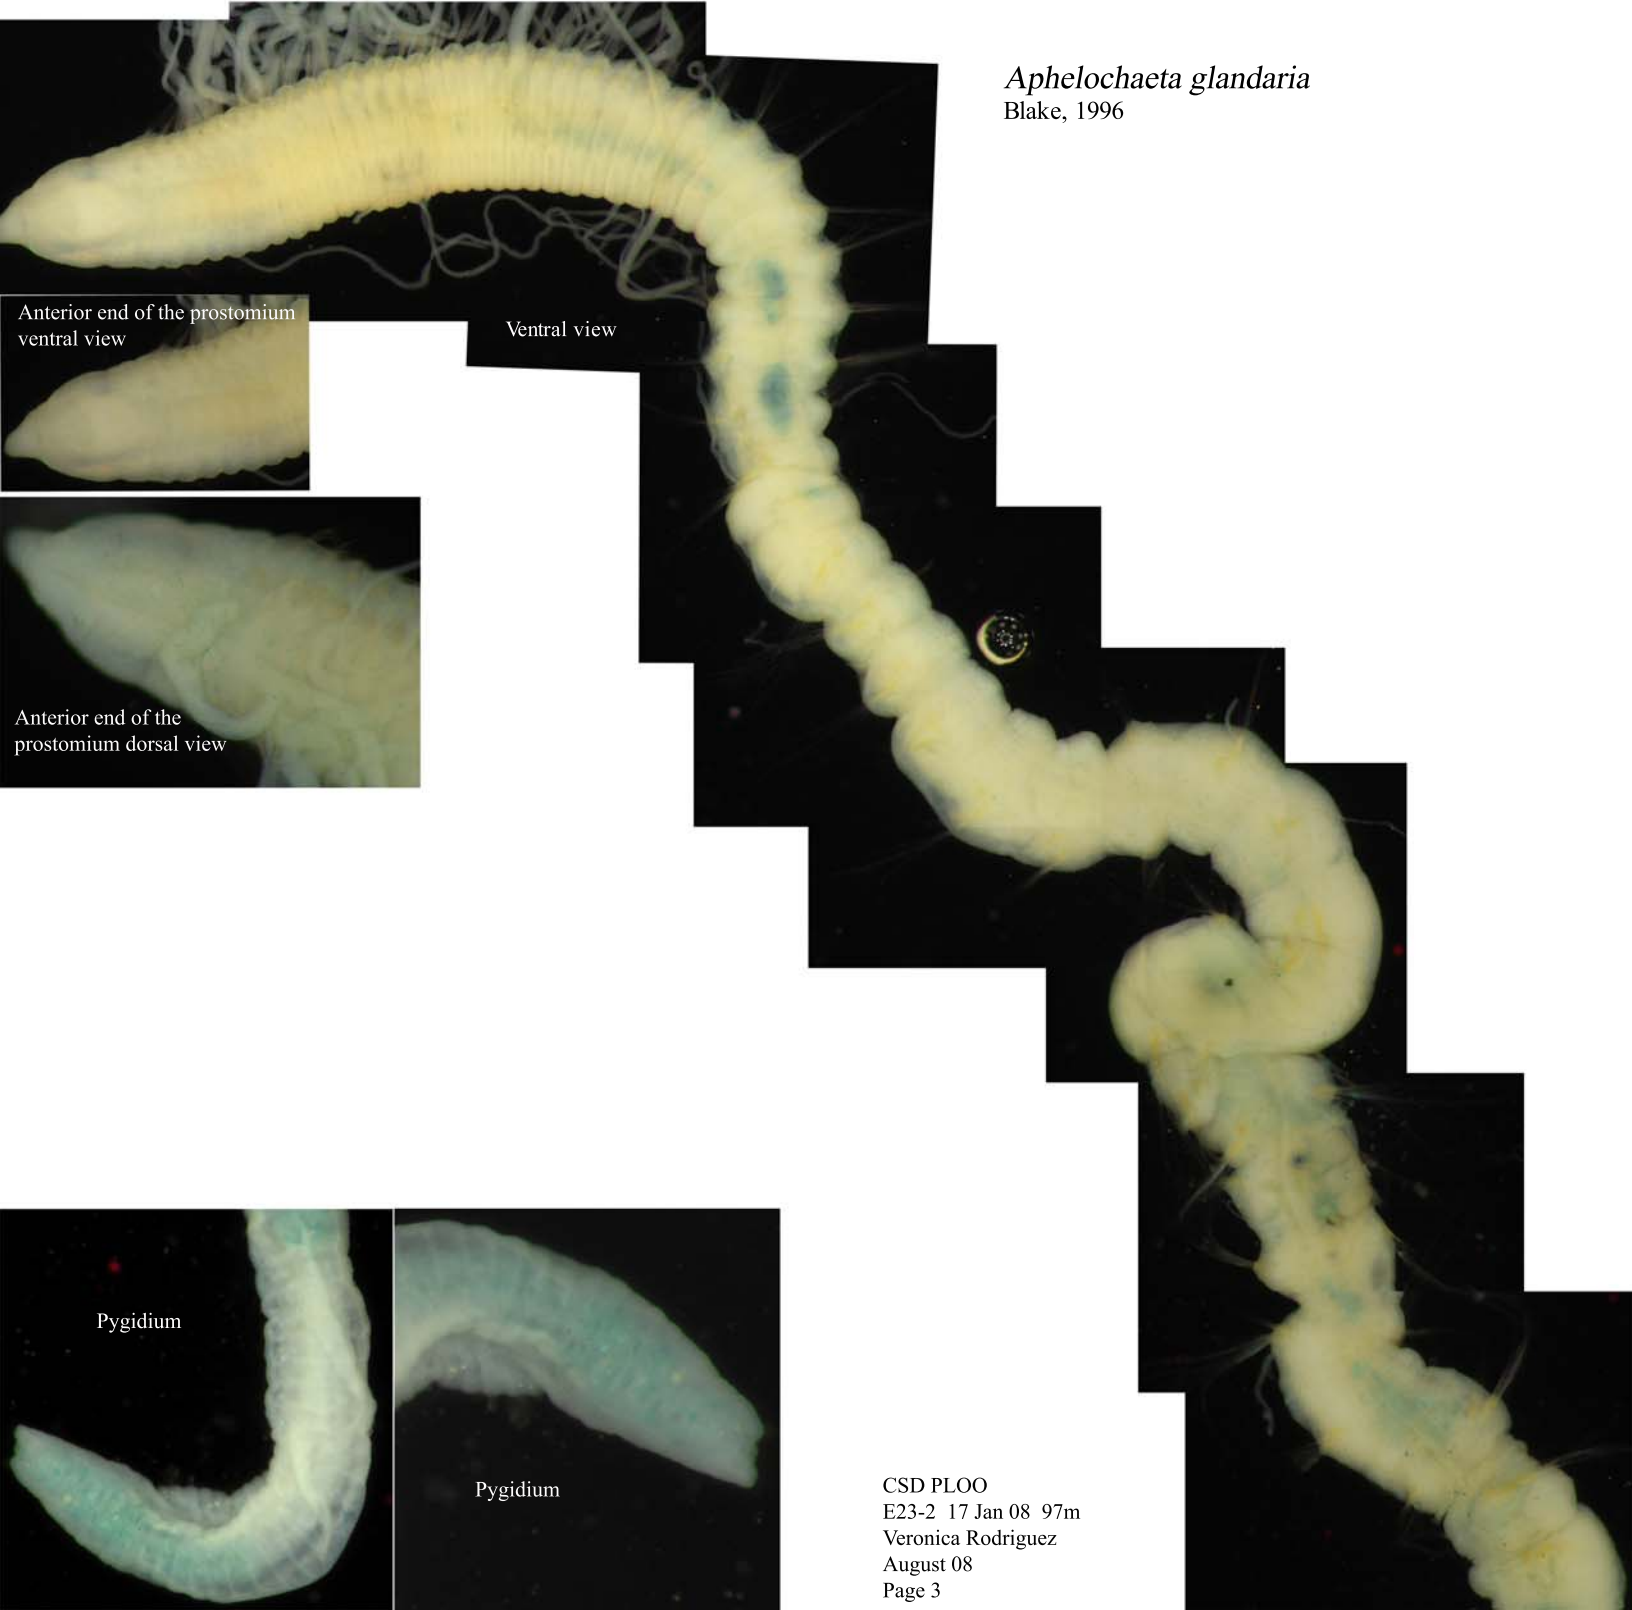 Aphelochaeta glandaria
Blake, 1996
Anterior end of the prostomium
ventral view
Ventral view
Anterior end of the
prostomium dorsal view
Pygidium
Pygidium
CSD PLOO
E23-2  17 Jan 08  97m
Veronica Rodriguez
August 08
Page 3